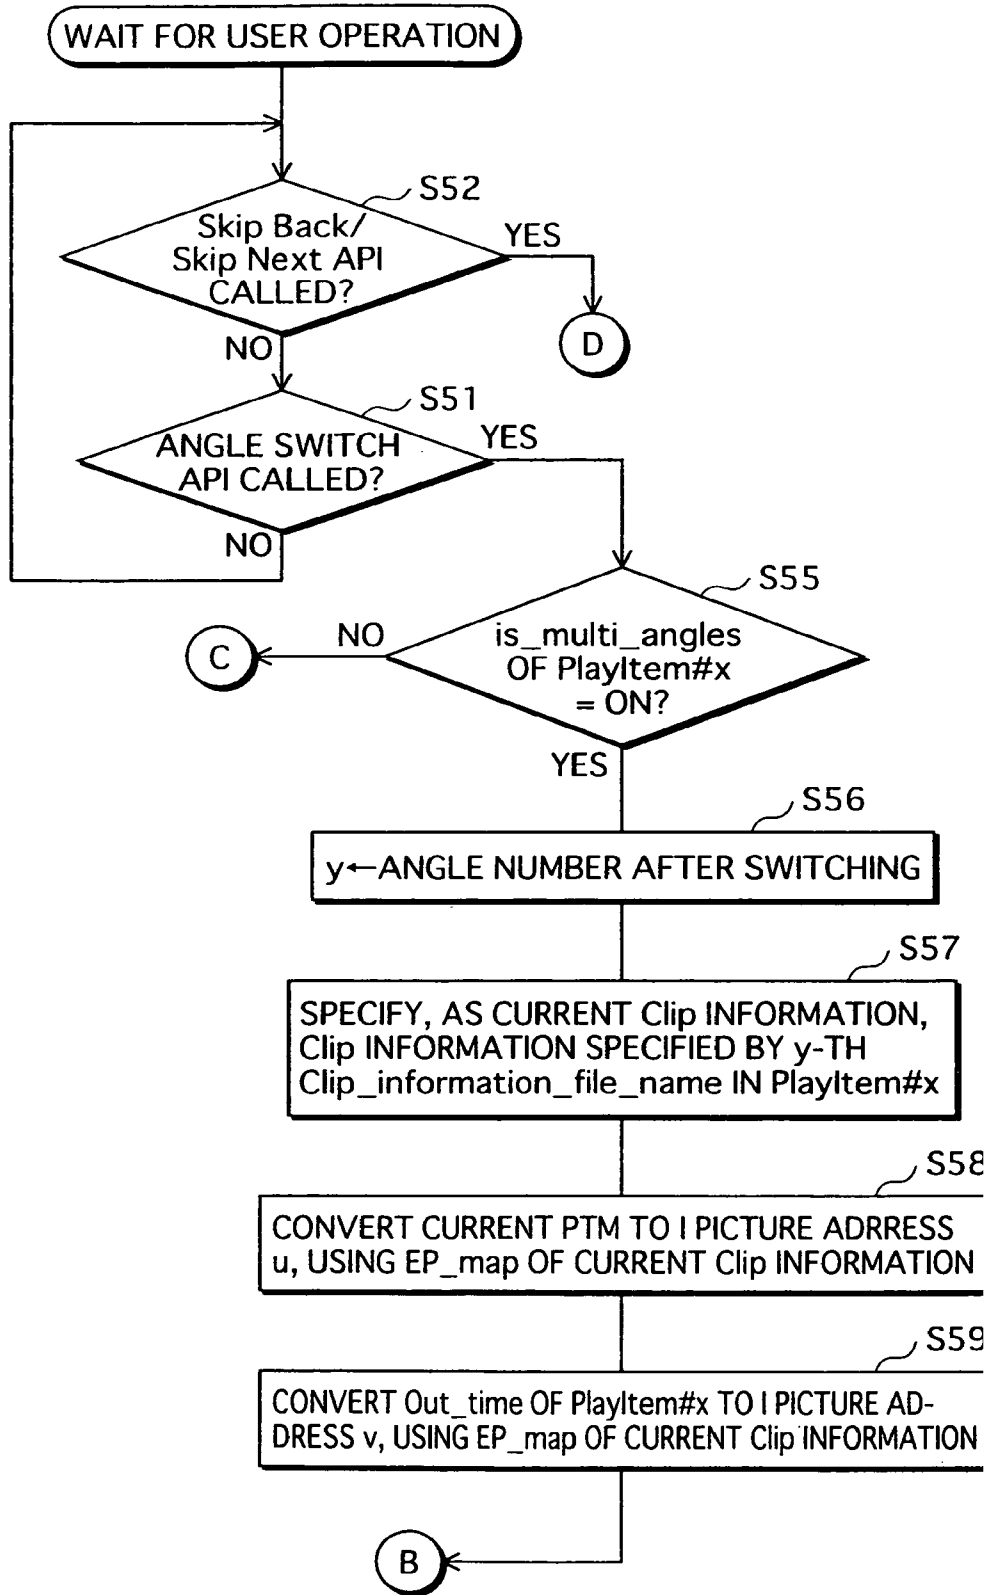 WAIT FOR USER OPERATION
S52
Skip Back/
Skip Next API
CALLED?
YES
D
NO
S51
ANGLE SWITCH
API CALLED?
YES
NO
S55
is_multi_angles
OF PlayItem#x
= ON?
NO
C
YES
S56
y←ANGLE NUMBER AFTER SWITCHING
S57
SPECIFY, AS CURRENT Clip INFORMATION,
Clip INFORMATION SPECIFIED BY y-TH
Clip_information_file_name IN PlayItem#x
S58
CONVERT CURRENT PTM TO I PICTURE ADRRESS
u, USING EP_map OF CURRENT Clip INFORMATION
S59
CONVERT Out_time OF PlayItem#x TO I PICTURE AD-
DRESS v, USING EP_map OF CURRENT Clip INFORMATION
B